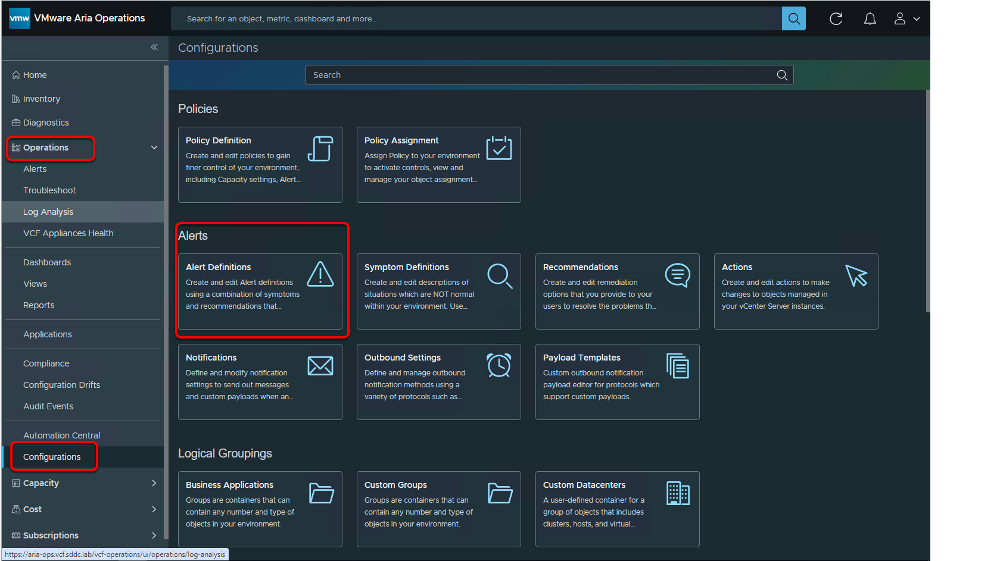 vmw VMware Aria Operations
Search for an object, metric, dashboard and more...
Configurations
Search
Home
Inventory
Diagnostics
Operations
Alerts
Troubleshoot
Log Analysis
VCF Appliances Health
Dashboards
Views
Reports
Applications
Compliance
Configuration Drifts
Audit Events
Automation Central
Configurations
Capacity
Cost
Subscriptions
https://aria-ops.vcf.sddc.lab/vcf-operations/ui/operations/log-analysis
Policies
Policy Definition
Create and edit policies to gain
finer control of your environment,
including Capacity settings, Alert...
Policy Assignment
Assign Policy to your environment
to activate controls, view and
manage your object assignment...
Alerts
Alert Definitions
Create and edit Alert definitions
using a combination of symptoms
and recommendations that...
Symptom Definitions
Create and edit descriptions of
situations which are NOT normal
within your environment. Use...
Recommendations
Create and edit remediation
options that you provide to your
users to resolve the problems th...
Actions
Create and edit actions to make
changes to objects managed in
your vCenter Server instances.
Notifications
Define and modify notification
settings to send out messages
and custom payloads when an...
Outbound Settings
Define and manage outbound
notification methods using a
variety of protocols such as...
Payload Templates
Custom outbound notification
payload editor for protocols which
support custom payloads.
Logical Groupings
Business Applications
Groups are containers that can
contain any number and type of
objects in your environment.
Custom Groups
Groups are containers that can
contain any number and type of
objects in your environment.
Custom Datacenters
A user-defined container for a
group of objects that includes
clusters, hosts, and virtual...